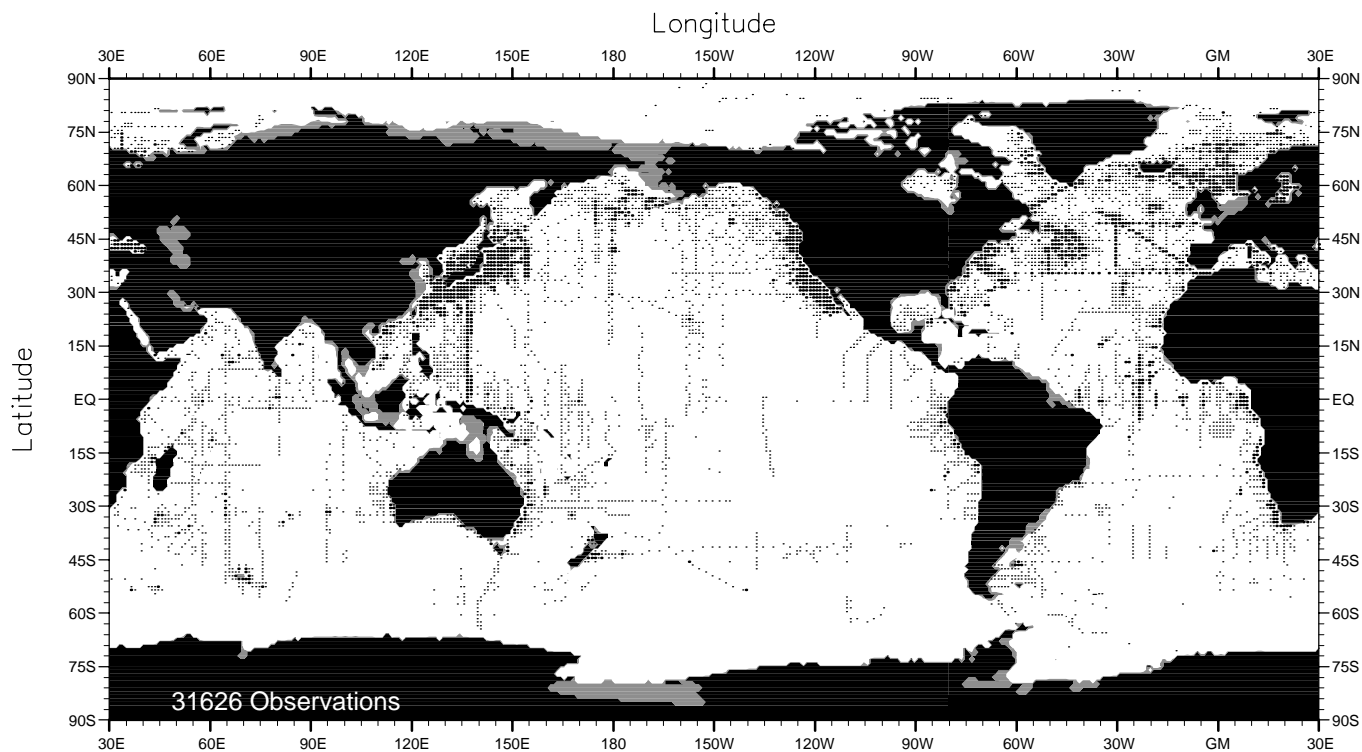 Longitude
30E 60E 90E 120E 150E 180 150W 120W 90W 60W 30W GM 30E
90N 90N
75N 75N
60N 60N
45N 45N
30N 30N
15N 15N
Latitude
EQ EQ
15S 15S
30S 30S
45S 45S
60S 60S
75S 75S
31626 Observations
90S 90S
30E 60E 90E 120E 150E 180 150W 120W 90W 60W 30W GM 30E